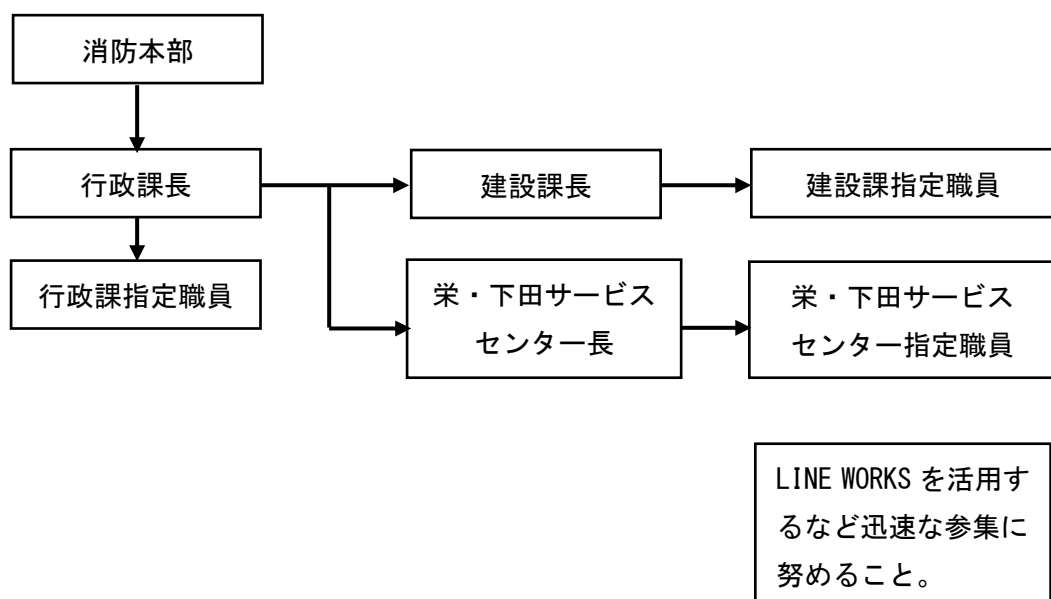 消防本部
行政課長
建設課長
建設課指定職員
行政課指定職員
栄・下田サービス
センター長
栄・下田サービス
センター指定職員
LINE WORKS を活用す
るなど迅速な参集に
努めること。